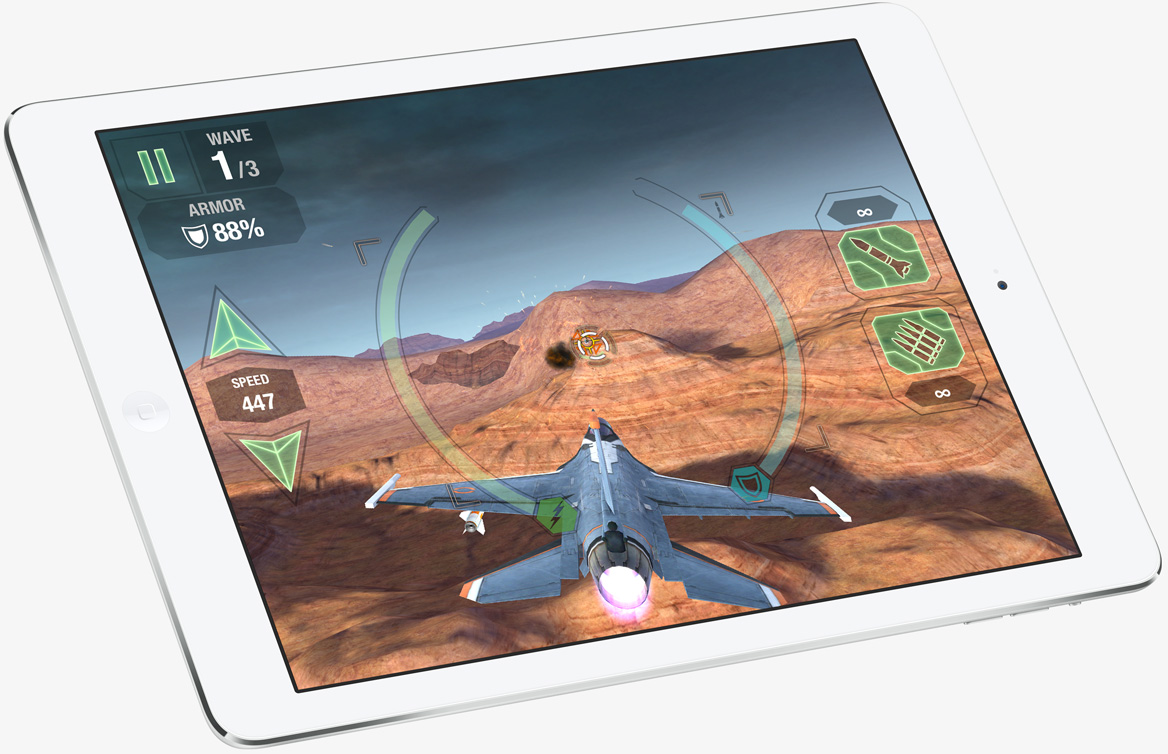 WAVE
1/3
ARMOR
88%
SPEED
447
∞
∞